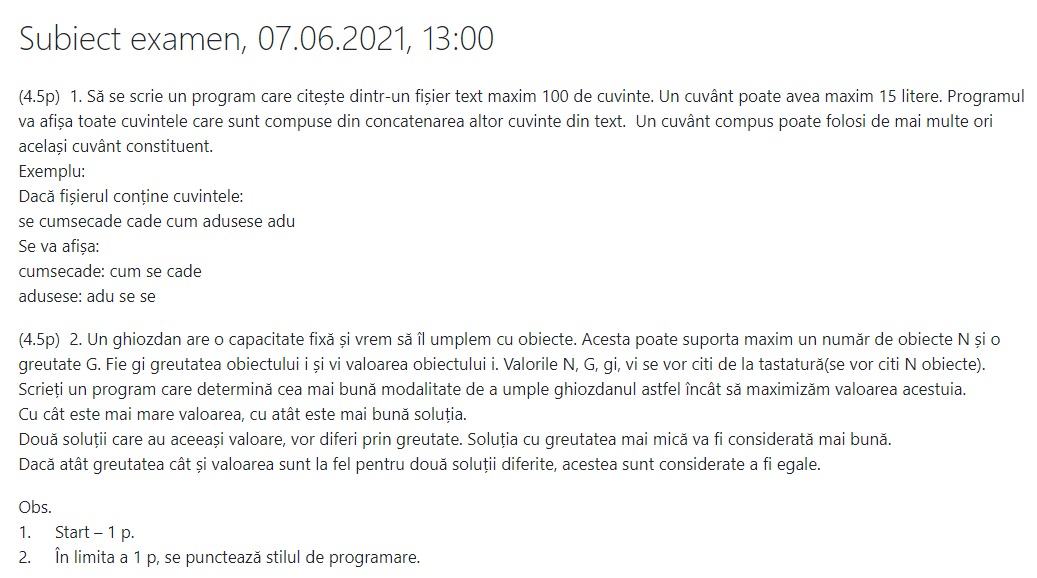 Subiect examen, 07.06.2021, 13:00
(4.5p)  1. Să se scrie un program care citește dintr-un fișier text maxim 100 de cuvinte. Un cuvânt poate avea maxim 15 litere. Programul
va afișa toate cuvintele care sunt compuse din concatenarea altor cuvinte din text.  Un cuvânt compus poate folosi de mai multe ori
același cuvânt constituent.
Exemplu:
Dacă fișierul conține cuvintele:
se cumsecade cade cum adusese adu
Se va afișa:
cumsecade: cum se cade
adusese: adu se se
(4.5p)  2. Un ghiozdan are o capacitate fixă și vrem să îl umplem cu obiecte. Acesta poate suporta maxim un număr de obiecte N și o
greutate G. Fie gi greutatea obiectului i și vi valoarea obiectului i. Valorile N, G, gi, vi se vor citi de la tastatură(se vor citi N obiecte).
Scrieți un program care determină cea mai bună modalitate de a umple ghiozdanul astfel încât să maximizăm valoarea acestuia.
Cu cât este mai mare valoarea, cu atât este mai bună soluția.
Două soluții care au aceeași valoare, vor diferi prin greutate. Soluția cu greutatea mai mică va fi considerată mai bună.
Dacă atât greutatea cât și valoarea sunt la fel pentru două soluții diferite, acestea sunt considerate a fi egale.
Obs.
1.    Start – 1 p.
2.    În limita a 1 p, se punctează stilul de programare.